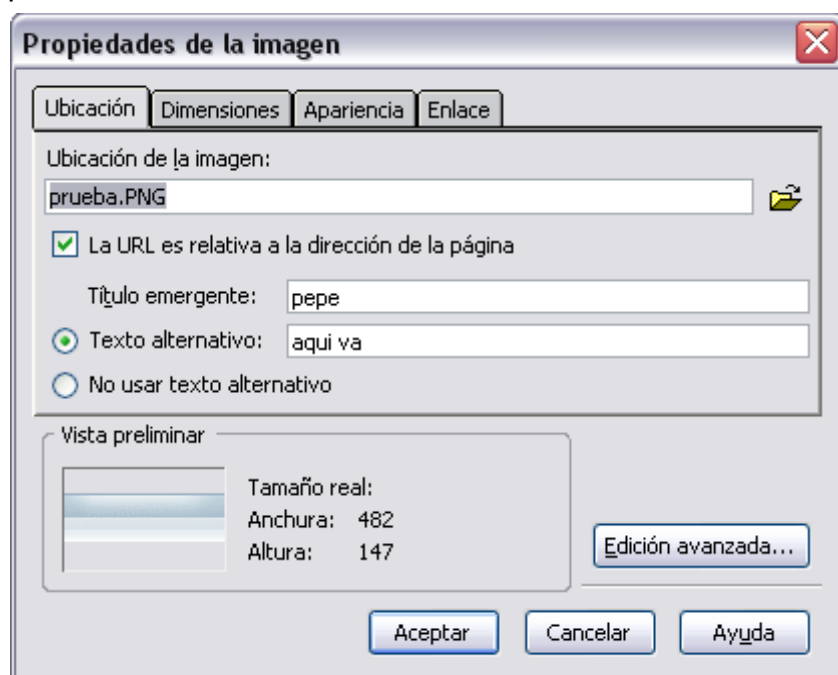 Propiedades de la imagen
Ubicación Dimensiones Apariencia Enlace
Ubicación de la imagen:
prueba.PNG
La URL es relativa a la dirección de la página
Título emergente: pepe
Texto alternativo: aqui va
No usar texto alternativo
Vista preliminar
Tamaño real:
Anchura: 482
Altura: 147
Edición avanzada...
Aceptar Cancelar Ayuda